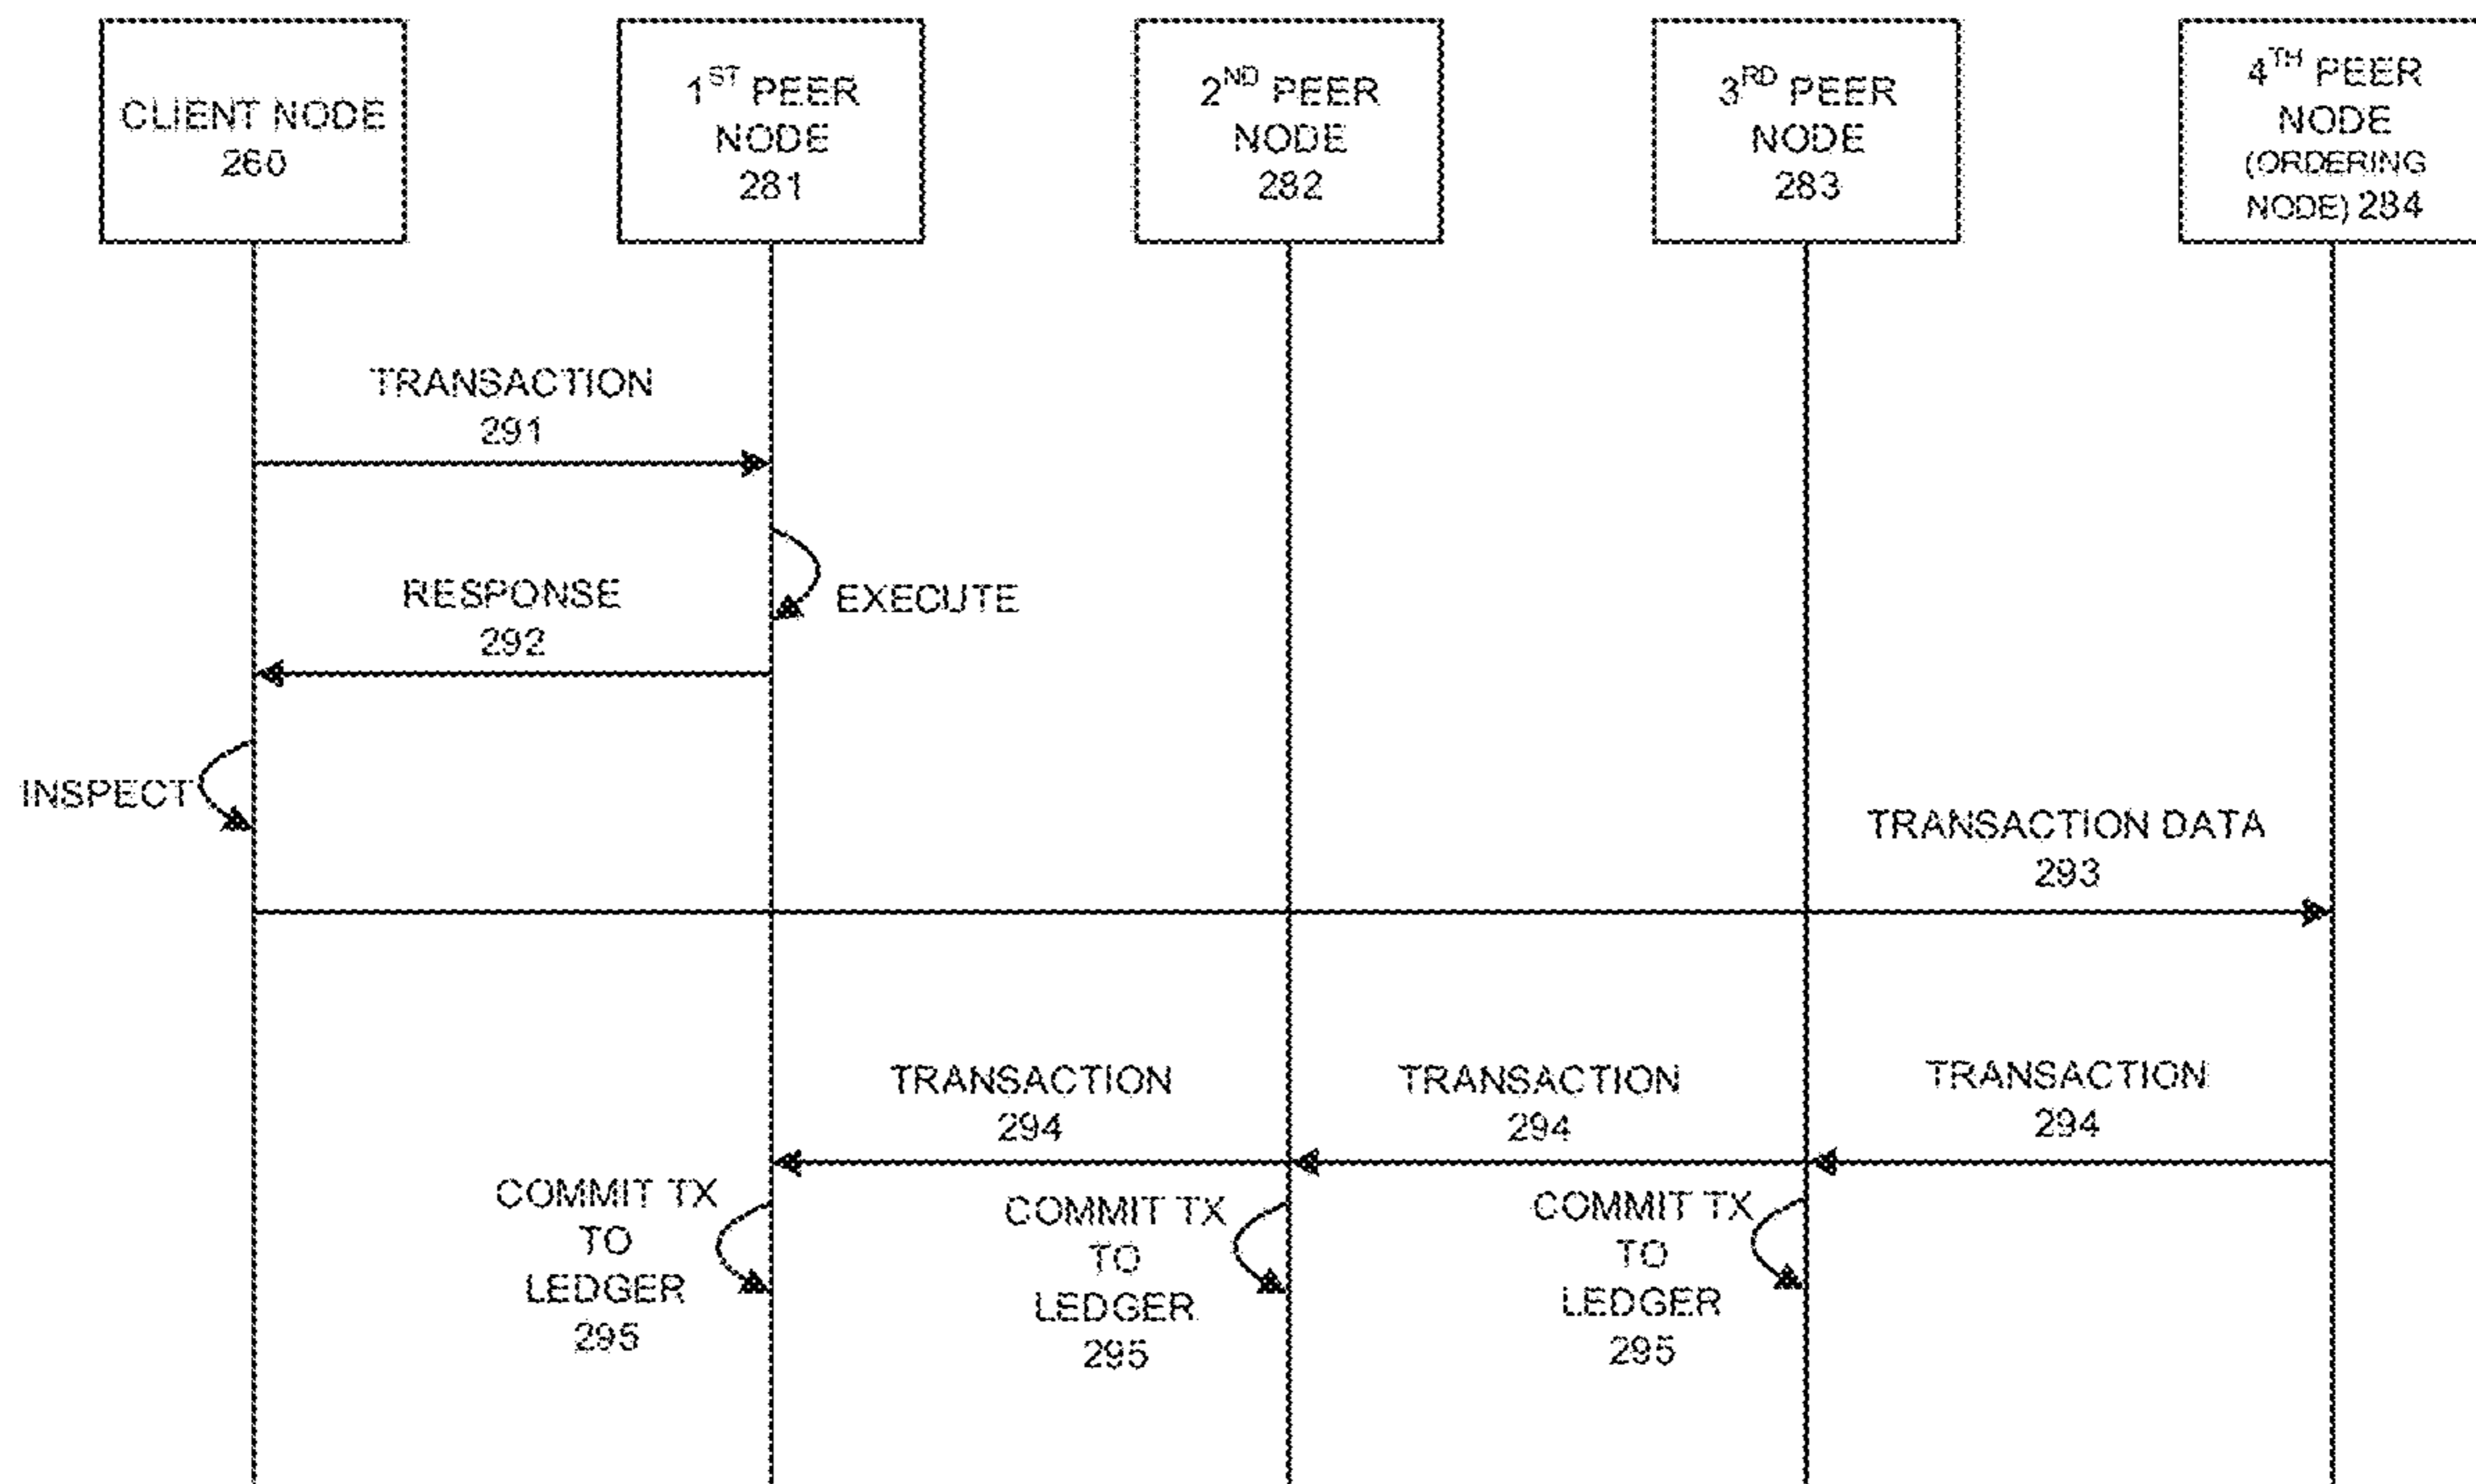 CLIENT NODE
260
1ST PEER
NODE
281
2ND PEER
NODE
282
3RD PEER
NODE
283
4TH PEER
NODE
(ORDERING
NODE) 284
TRANSACTION
291
EXECUTE
RESPONSE
292
INSPECT
TRANSACTION DATA
293
TRANSACTION
294
TRANSACTION
294
TRANSACTION
294
COMMIT TX
TO
LEDGER
295
COMMIT TX
TO
LEDGER
295
COMMIT TX
TO
LEDGER
295